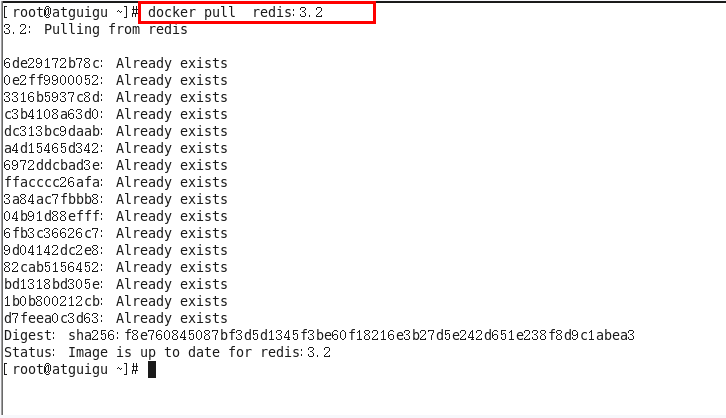 [root@atguigu ~]# docker pull  redis:3.2
3.2: Pulling from redis
6de29172b78c: Already exists
0e2ff9900052: Already exists
3316b5937c8d: Already exists
c3b4108a63d0: Already exists
dc313bc9daab: Already exists
a4d15465d342: Already exists
6972ddcbad3e: Already exists
ffacccc26afa: Already exists
3a84ac7fbbb8: Already exists
04b91d88efff: Already exists
6fb3c36626c7: Already exists
9d04142dc2e8: Already exists
82cab5156452: Already exists
bd1318bd305e: Already exists
1b0b800212cb: Already exists
d7feea0c3d63: Already exists
Digest: sha256:f8e760845087bf3d5d1345f3be60f18216e3b27d5e242d651e238f8d9c1abea3
Status: Image is up to date for redis:3.2
[root@atguigu ~]#